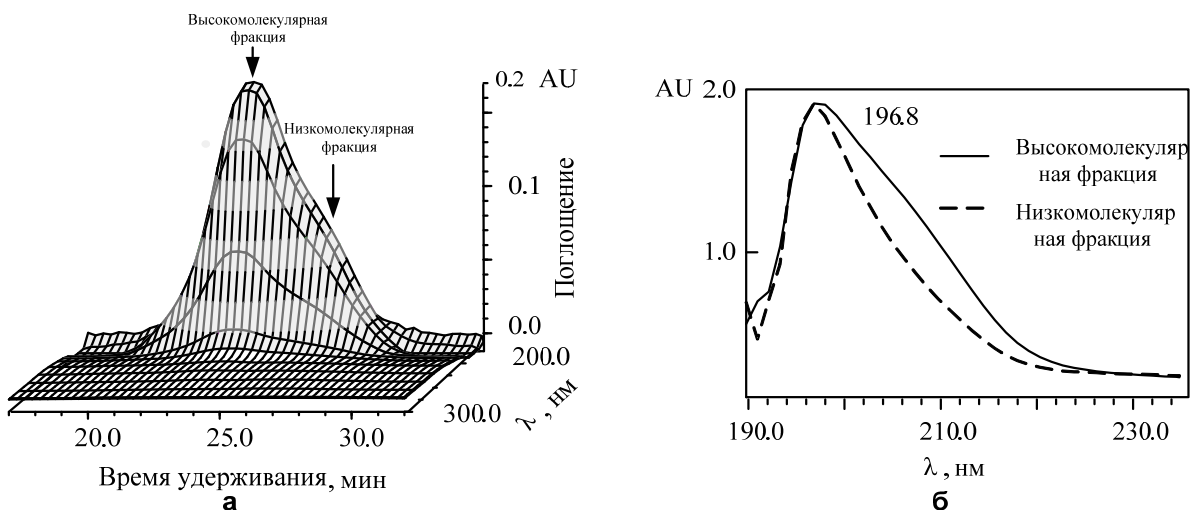 Высокомолекулярная
фракция
Низкомолекулярная
фракция
0.2 AU
0.1
0.0
Поглощение
200.0
300.0
λ, нм
20.0 25.0 30.0
Время удерживания, мин
а
AU 2.0
1.0
196.8
Высокомолекуляр
ная фракция
Низкомолекуляр
ная фракция
190.0 210.0 230.0
λ, нм
б